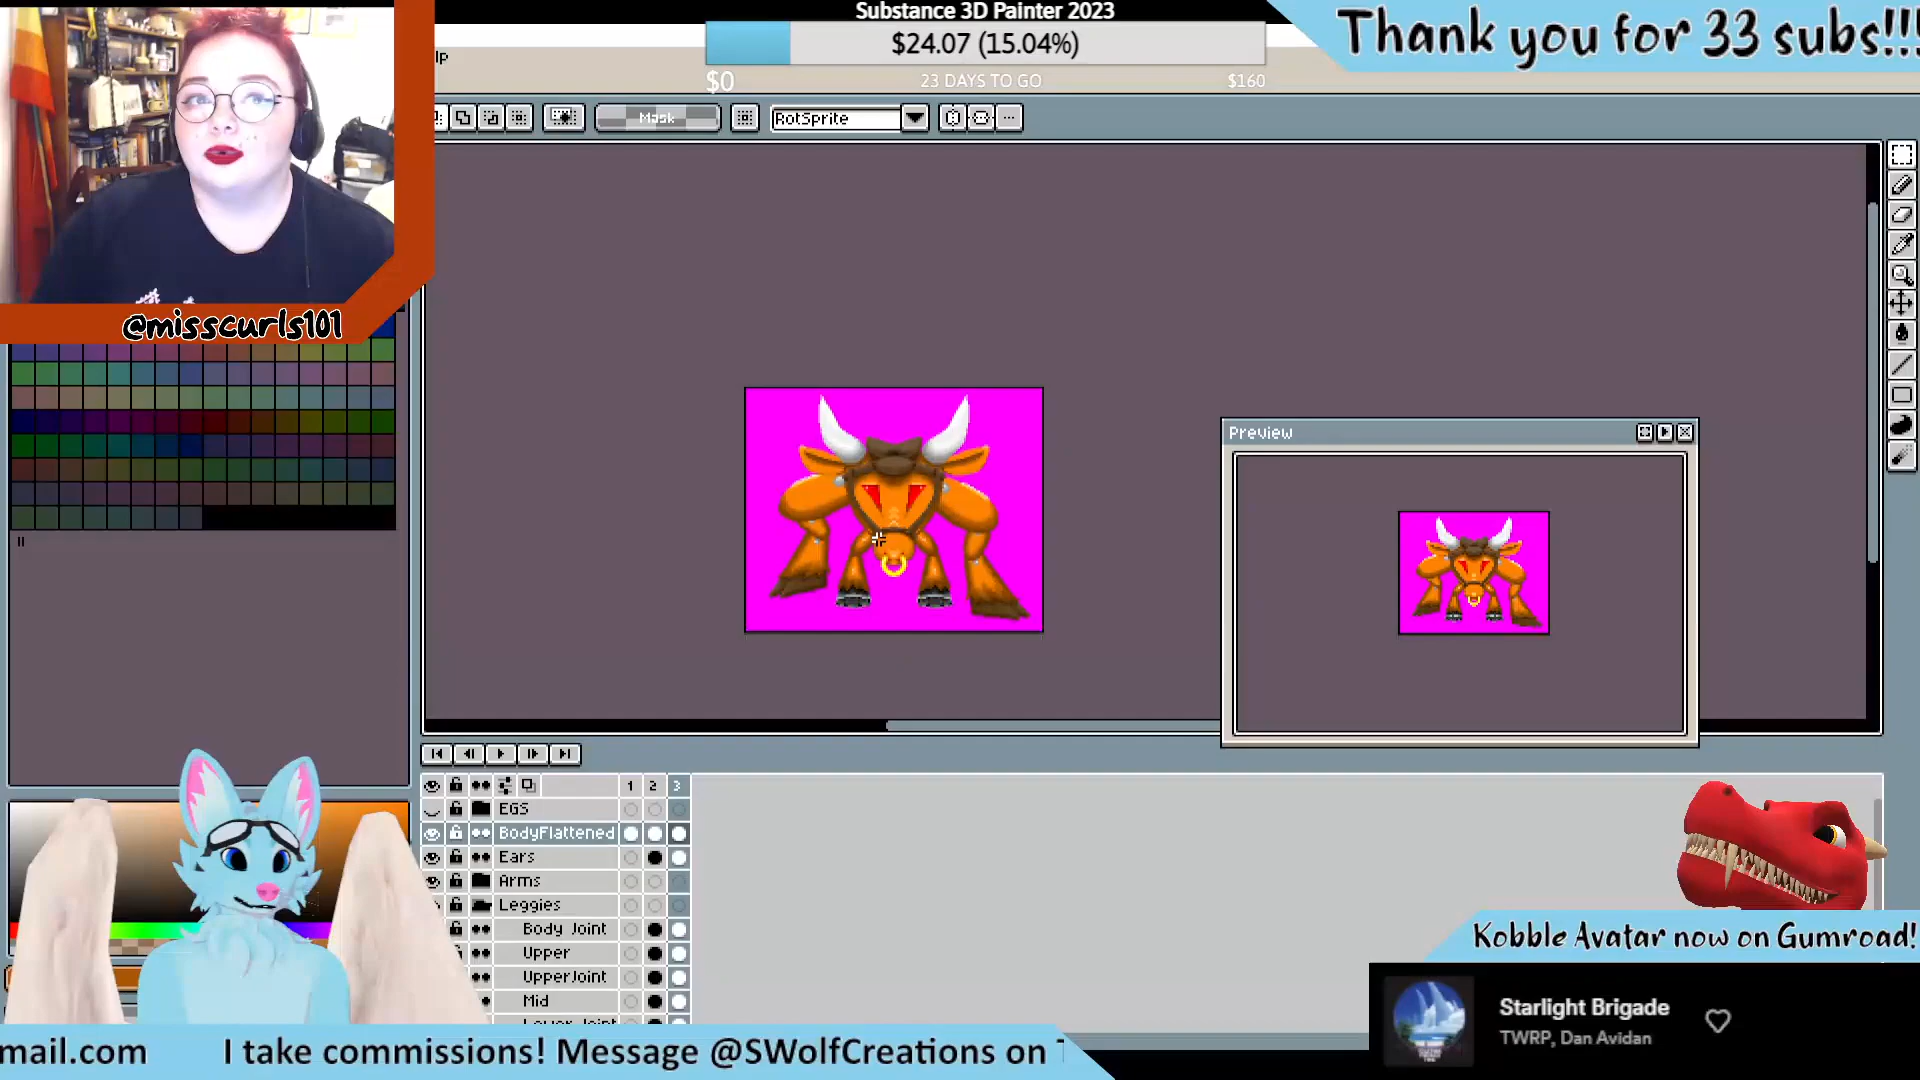 Substance 3D Painter 2023
$24.07 (15.04%)
$0
23 DAYS TO GO
$160
Thank you for 33 subs!!!
lp
Mask
RotSprite
@misscurls101
Preview
1 2 3
EGS
BodyFlattened
Ears
Arms
Leggies
Body Joint
Upper
UpperJoint
Mid
Lower Joint
Kobble Avatar now on Gumroad!
Starlight Brigade
TWRP, Dan Avidan
mail.com
I take commissions! Message @SWolfCreations on T